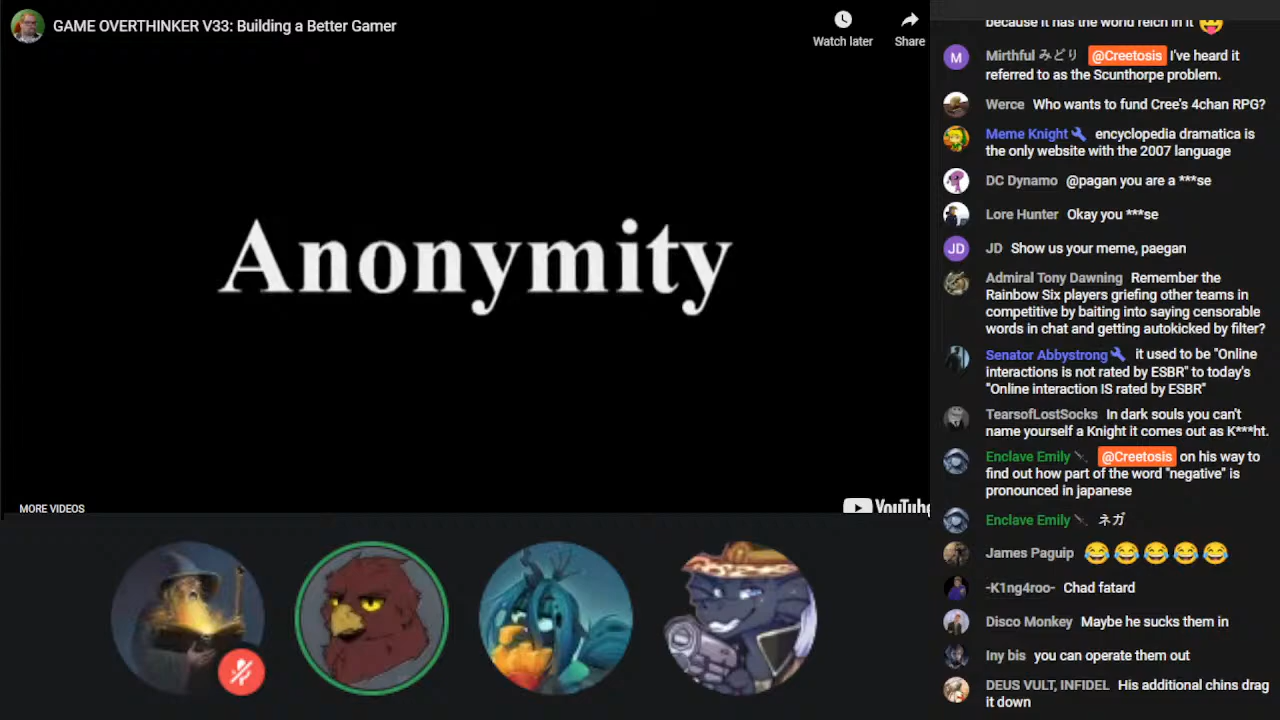 GAME OVERTHINKER V33: Building a Better Gamer
Watch later
Share
Anonymity
MORE VIDEOS
YouTube
because it has the world reich in it 😛
M
Mirthful みどり @Creetosis I've heard it
referred to as the Scunthorpe problem.
Werce Who wants to fund Cree's 4chan RPG?
Meme Knight encyclopedia dramatica is
the only website with the 2007 language
DC Dynamo @pagan you are a ***se
Lore Hunter Okay you ***se
JD
JD Show us your meme, paegan
Admiral Tony Dawning Remember the
Rainbow Six players griefing other teams in
competitive by baiting into saying censorable
words in chat and getting autokicked by filter?
Senator Abbystrong it used to be "Online
interactions is not rated by ESBR" to today's
"Online interaction IS rated by ESBR"
TearsofLostSocks In dark souls you can't
name yourself a Knight it comes out as K***ht.
Enclave Emily @Creetosis on his way to
find out how part of the word "negative" is
pronounced in japanese
Enclave Emily ネガ
James Paguip 😂😂😂😂😂
-K1ng4roo- Chad fatard
Disco Monkey Maybe he sucks them in
Iny bis you can operate them out
DEUS VULT, INFIDEL His additional chins drag
it down